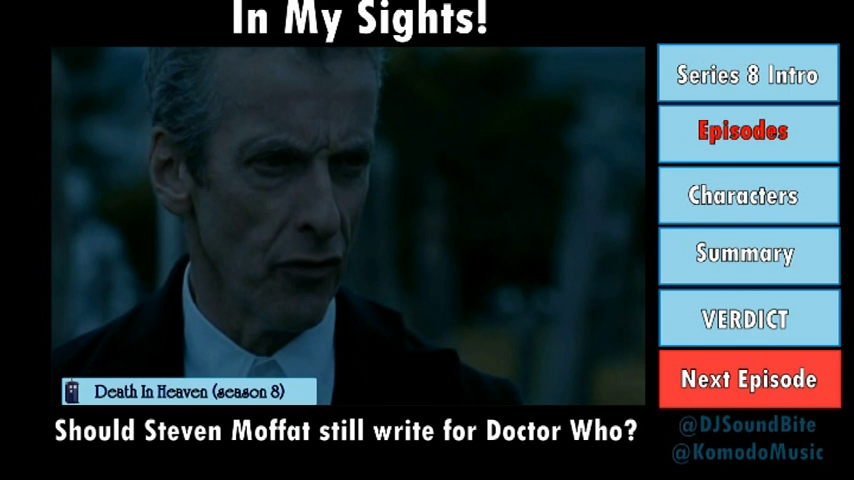 In My Sights!
Series 8 Intro
Episodes
Characters
Summary
VERDICT
Next Episode
Death In Heaven (season 8)
Should Steven Moffat still write for Doctor Who?
@DJSoundBite
@KomodoMusic